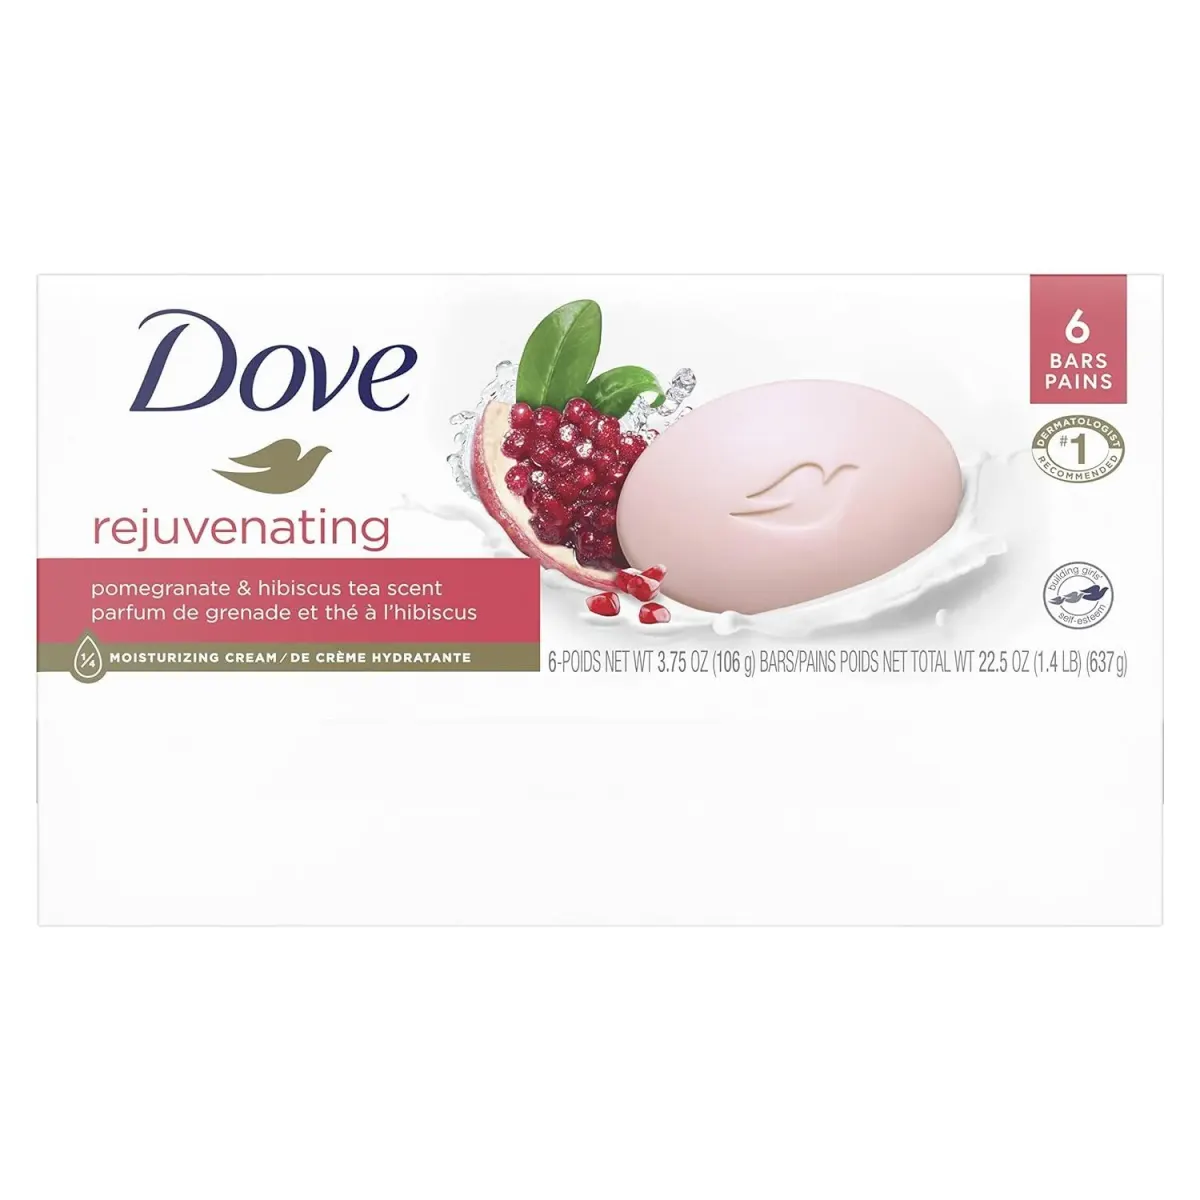 Dove
rejuvenating
pomegranate & hibiscus tea scent
parfum de grenade et thé à l'hibiscus
1/4 MOISTURIZING CREAM/DE CRÈME HYDRATANTE
6
BARS
PAINS
DERMATOLOGIST
#1
RECOMMENDED
building girls'
self-esteem
6-POIDS NET WT 3.75 OZ (106 g) BARS/PAINS POIDS NET TOTAL WT 22.5 OZ (1.4 LB) (637 g)